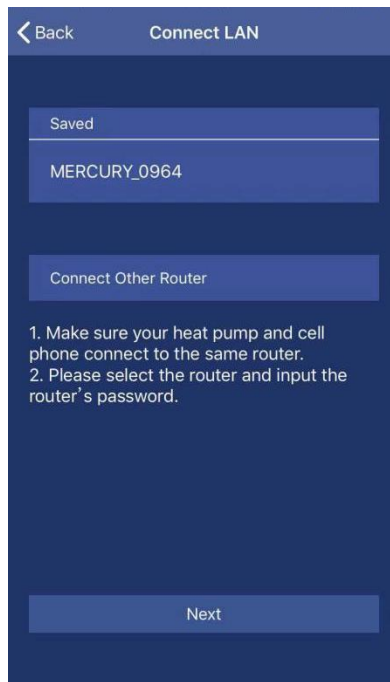 Back
Connect LAN
Saved
MERCURY_0964
Connect Other Router
1. Make sure your heat pump and cell
phone connect to the same router.
2. Please select the router and input the
router’s password.
Next